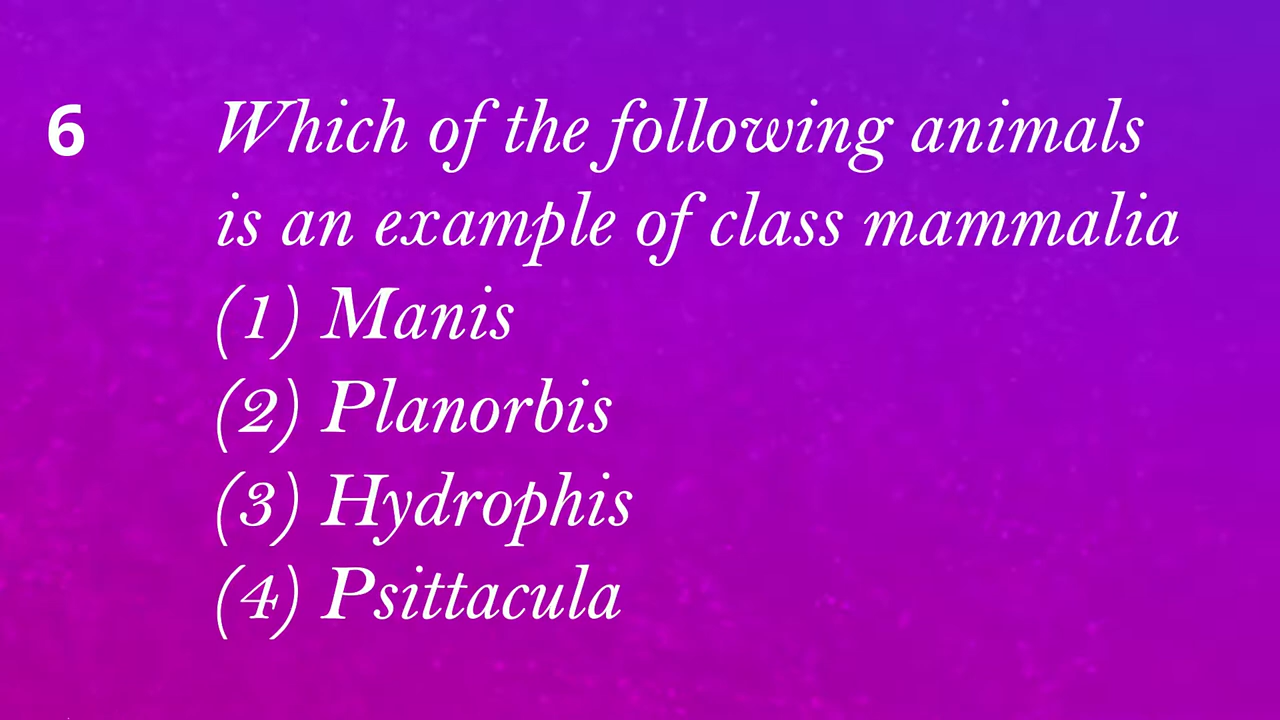 6 Which of the following animals
is an example of class mammalia
(1) Manis
(2) Planorbis
(3) Hydrophis
(4) Psittacula